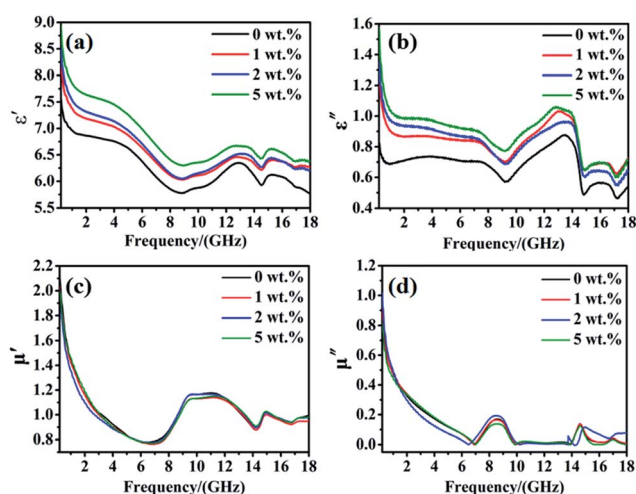 (a)
0 wt.%
1 wt.%
2 wt.%
5 wt.%
ε′
9.0
8.5
8.0
7.5
7.0
6.5
6.0
5.5
2 4 6 8 10 12 14 16 18
Frequency/(GHz)
(b)
0 wt.%
1 wt.%
2 wt.%
5 wt.%
ε″
1.6
1.4
1.2
1.0
0.8
0.6
0.4
2 4 6 8 10 12 14 16 18
Frequency/(GHz)
(c)
0 wt.%
1 wt.%
2 wt.%
5 wt.%
μ′
2.2
2.0
1.8
1.6
1.4
1.2
1.0
0.8
2 4 6 8 10 12 14 16 18
Frequency/(GHz)
(d)
0 wt.%
1 wt.%
2 wt.%
5 wt.%
μ″
1.2
1.0
0.8
0.6
0.4
0.2
0.0
2 4 6 8 10 12 14 16 18
Frequency/(GHz)